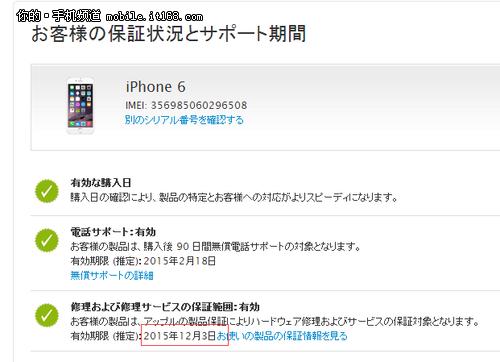 你的·手机频道 mobile.it168.com
お客様の保証状況とサポート期間
iPhone 6
IMEI: 356985060296508
別のシリアル番号を確認する
有効な購入日
購入日の確認により、製品の特定とお客様への対応がよりスピーディになります。
電話サポート:有効
お客様の製品は、購入後 90 日間無償電話サポートの対象となります。
有効期限 (推定): 2015年2月18日
無償サポートの詳細
修理および修理サービスの保証範囲:有効
お客様の製品は、アップルの製品保証によりハードウェア修理およびサービスの保証対象となります。
有効期限 (推定): 2015年12月3日お使いの製品の保証情報を見る